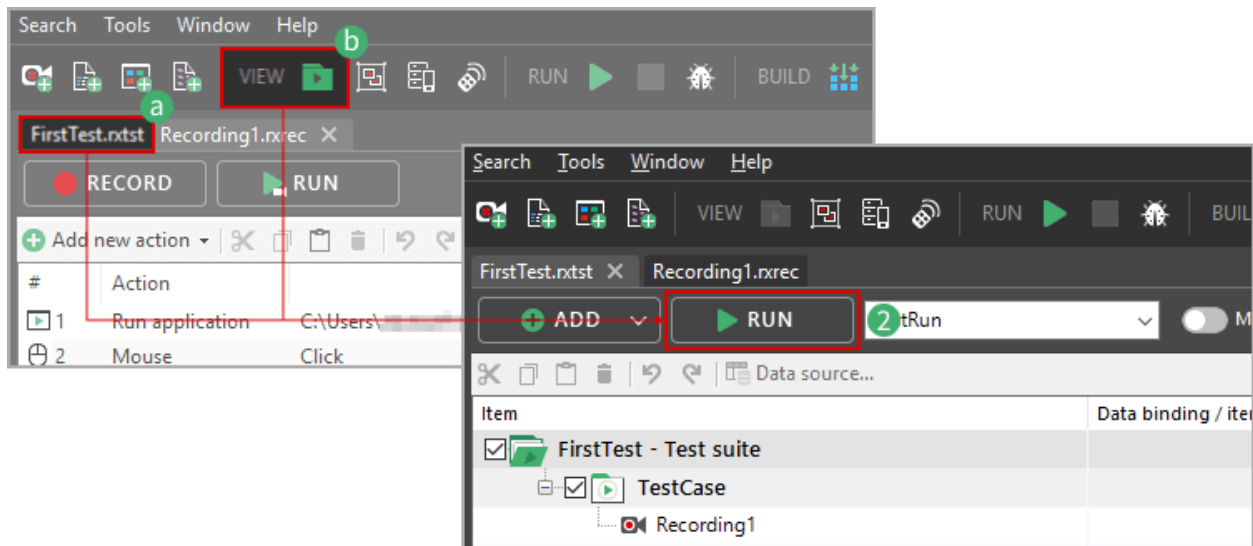 Search Tools Window Help
b
VIEW RUN BUILD
a
FirstTest.rxtst Recording1.rxrec
RECORD RUN
Add new action
# Action
1 Run application C:\Users\
2 Mouse Click
Search Tools Window Help
VIEW RUN BUIL
FirstTest.rxtst Recording1.rxrec
ADD RUN 2 tRun M
Data source...
Item Data binding / iter
FirstTest - Test suite
TestCase
Recording1